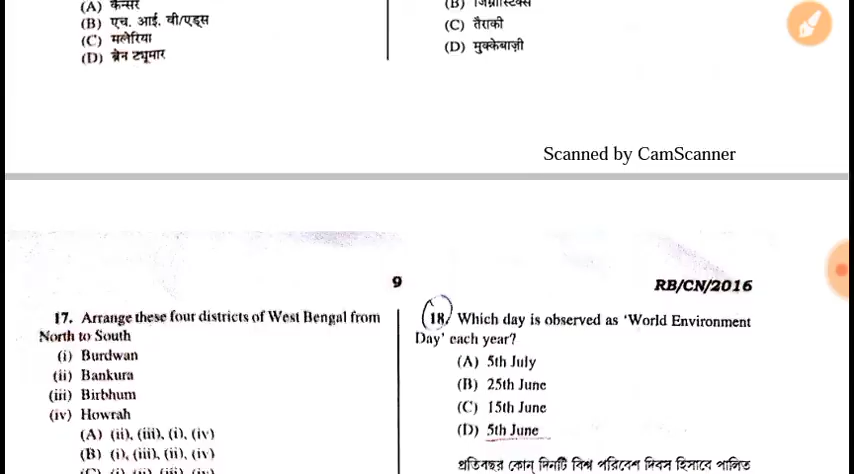 (A) कैन्सर
(B) एच. आई. वी/एड्स
(C) मलेरिया
(D) ब्रेन ट्यूमार
(B) जिम्नास्टिक्स
(C) तैराकी
(D) मुक्केबाज़ी
Scanned by CamScanner
9
RB/CN/2016
17. Arrange these four districts of West Bengal from
North to South
(i) Burdwan
(ii) Bankura
(iii) Birbhum
(iv) Howrah
(A) (ii), (iii), (i), (iv)
(B) (i), (iii), (ii), (iv)
(C) (i), (ii), (iii), (iv)
18. Which day is observed as 'World Environment
Day' each year?
(A) 5th July
(B) 25th June
(C) 15th June
(D) 5th June
প্রতিবছর কোন্ দিনটি বিশ্ব পরিবেশ দিবস হিসাবে পালিত